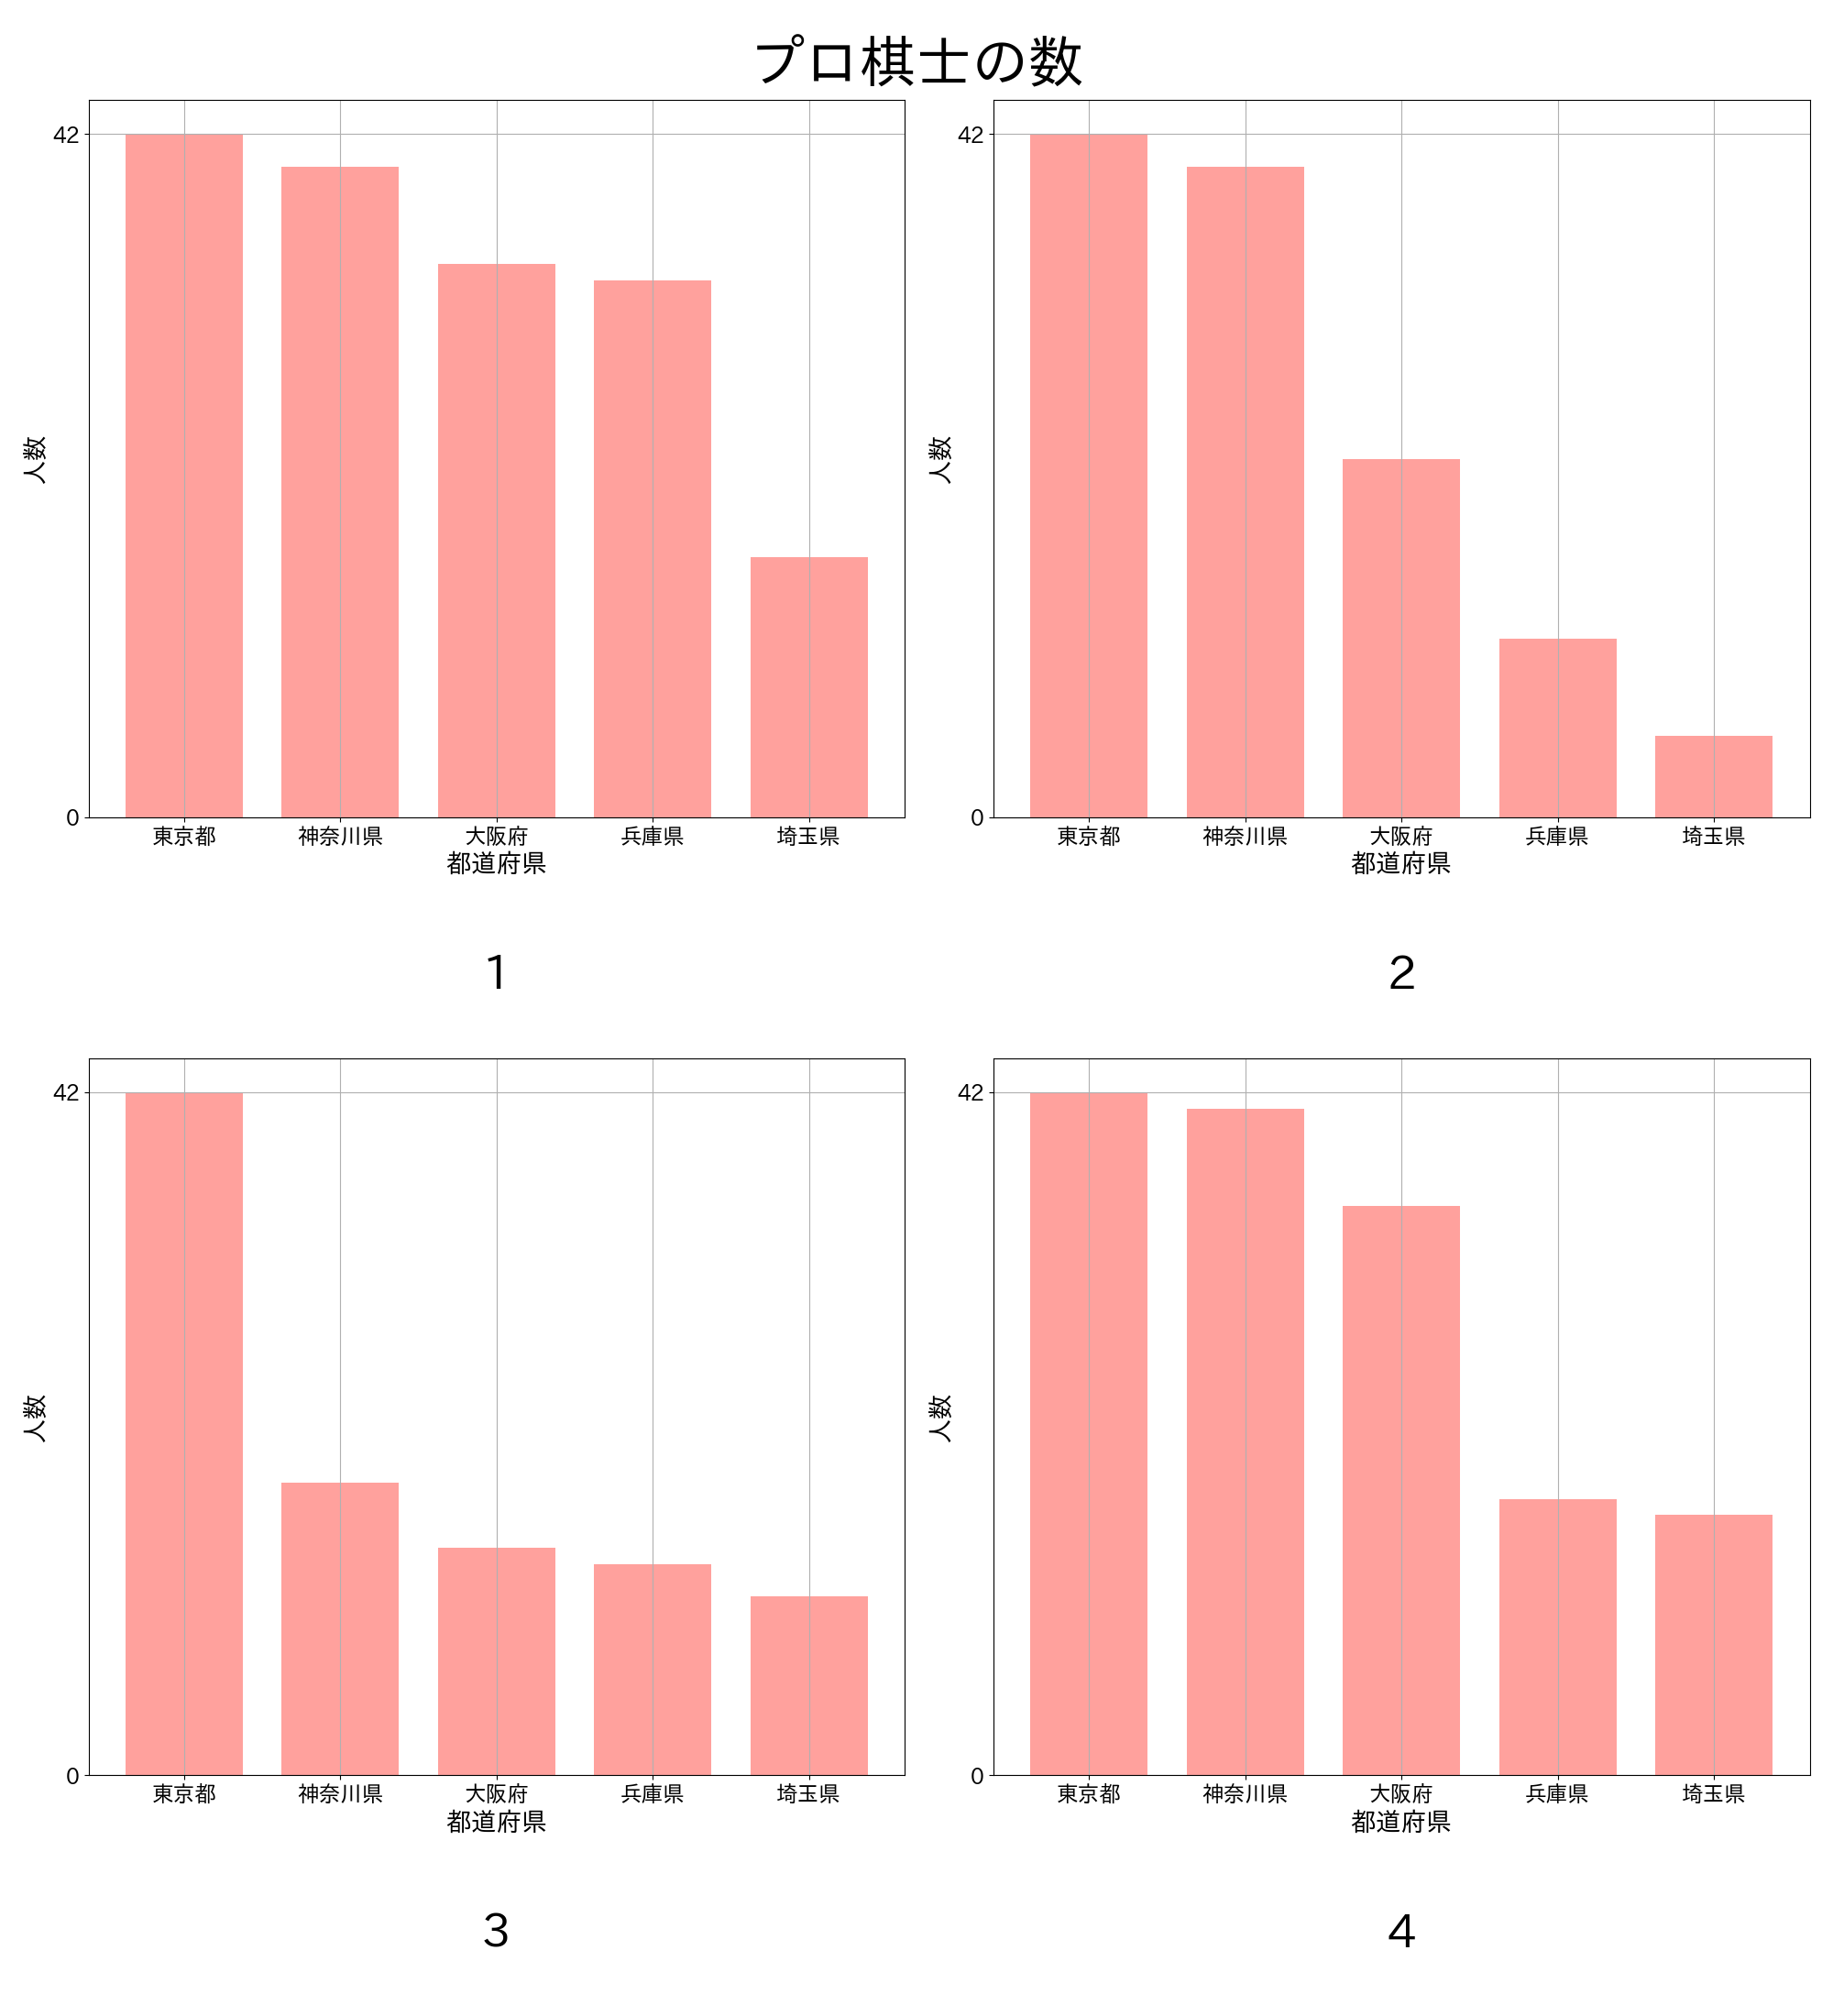 プロ棋士の数
42
0
人数
東京都 神奈川県 大阪府 兵庫県 埼玉県
都道府県
1
42
0
人数
東京都 神奈川県 大阪府 兵庫県 埼玉県
都道府県
2
42
0
人数
東京都 神奈川県 大阪府 兵庫県 埼玉県
都道府県
3
42
0
人数
東京都 神奈川県 大阪府 兵庫県 埼玉県
都道府県
4